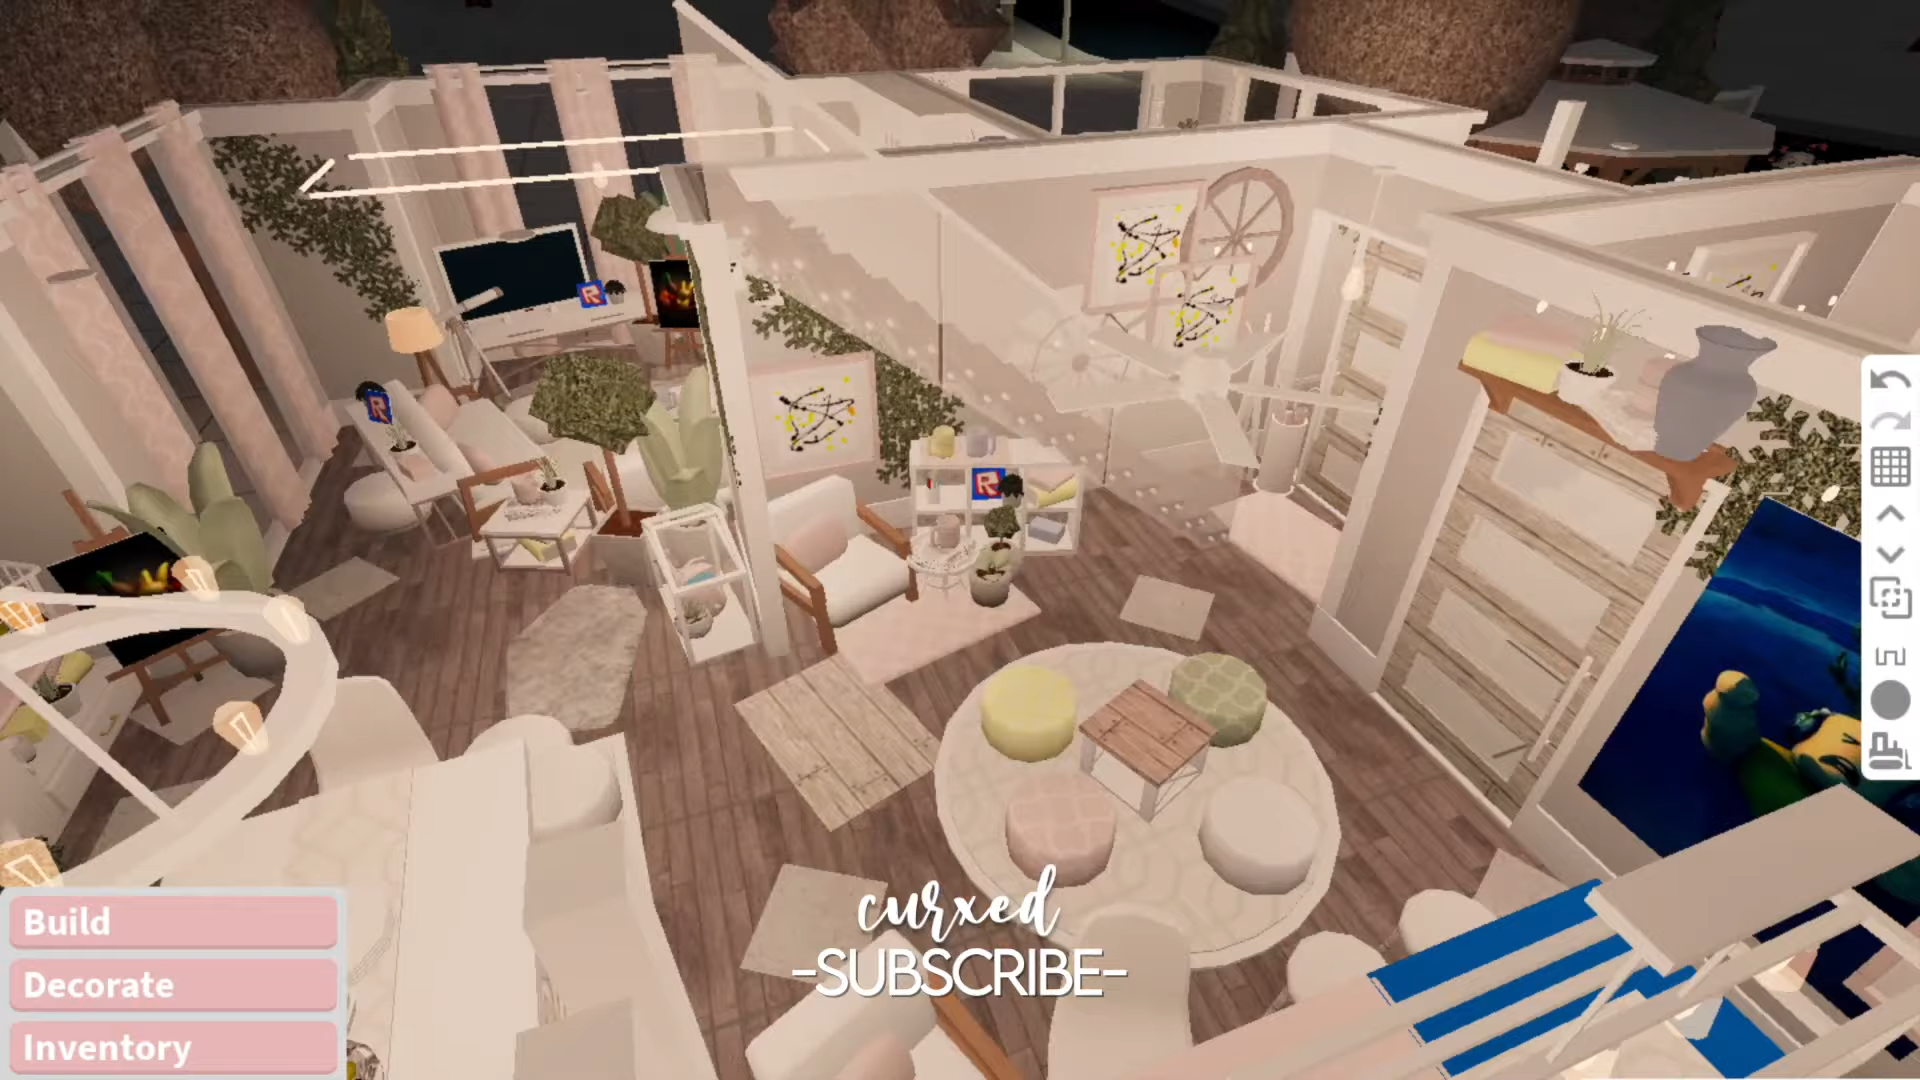 R
R
R
curxed
-SUBSCRIBE-
Build
Decorate
Inventory